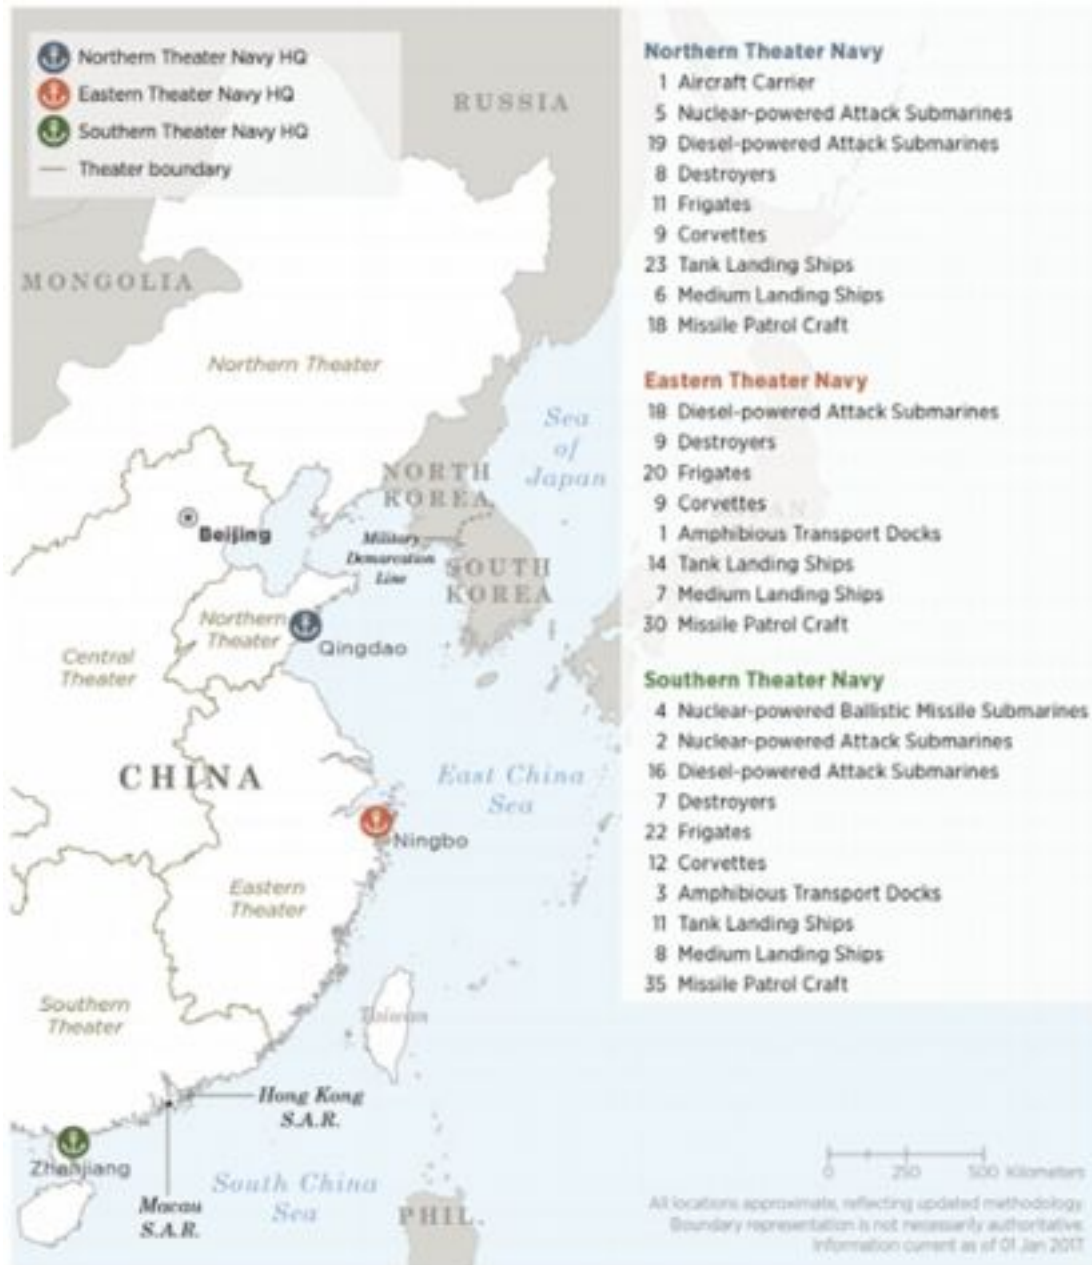 Northern Theater Navy HQ
Eastern Theater Navy HQ
Southern Theater Navy HQ
Theater boundary
RUSSIA
MONGOLIA
Northern Theater
Sea
of
Japan
NORTH
KOREA
Beijing
Military
Demarcation
Line
SOUTH
KOREA
Northern
Theater
Qingdao
Central
Theater
CHINA
East China
Sea
Ningbo
Eastern
Theater
Southern
Theater
Taiwan
Hong Kong
S.A.R.
Zhanjiang
Macau
S.A.R.
South China
Sea
PHIL.
Northern Theater Navy
1 Aircraft Carrier
5 Nuclear-powered Attack Submarines
19 Diesel-powered Attack Submarines
8 Destroyers
11 Frigates
9 Corvettes
23 Tank Landing Ships
6 Medium Landing Ships
18 Missile Patrol Craft
Eastern Theater Navy
18 Diesel-powered Attack Submarines
9 Destroyers
20 Frigates
9 Corvettes
1 Amphibious Transport Docks
14 Tank Landing Ships
7 Medium Landing Ships
30 Missile Patrol Craft
Southern Theater Navy
4 Nuclear-powered Ballistic Missile Submarines
2 Nuclear-powered Attack Submarines
16 Diesel-powered Attack Submarines
7 Destroyers
22 Frigates
12 Corvettes
3 Amphibious Transport Docks
11 Tank Landing Ships
8 Medium Landing Ships
35 Missile Patrol Craft
0 250 500 Kilometers
All locations approximate, reflecting updated methodology.
Boundary representation is not necessarily authoritative.
Information current as of 01 Jan 2017.